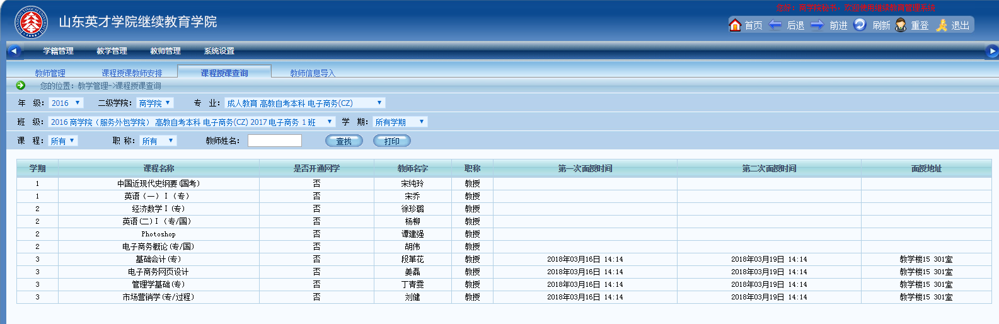 您好：商学院秘书，欢迎使用继续教育管理系统
山东英才学院继续教育学院
首页 后退 前进 刷新 重登 退出
学籍管理 教学管理 教师管理 系统设置
教师管理 课程授课教师安排 课程授课查询 教师信息导入
您的位置：教学管理->课程授课查询
年 级： 2016 二级学院： 商学院 专 业： 成人教育 高教自考本科 电子商务(CZ)
班 级： 2016 商学院（服务外包学院） 高教自考本科 电子商务(CZ) 2017 电子商务 1 班 学 期： 所有学期
课 程： 所有 职 称： 所有 教师姓名： 查找 打印
学期 课程名称 是否开通网学 教师名字 职称 第一次面授时间 第二次面授时间 面授地址
1 中国近现代史纲要(国考) 否 宋纯玲 教授
1 英语（一）Ⅰ（专） 否 宋乔 教授
2 经济数学Ⅰ(专) 否 徐珍璐 教授
2 英语(二)Ⅰ（专/国） 否 杨柳 教授
2 Photoshop 否 谭建强 教授
2 电子商务概论(专/国) 否 胡伟 教授
3 基础会计(专) 否 段革花 教授 2018年03月16日 14:14 2018年03月19日 14:14 教学楼15 301室
3 电子商务网页设计 否 姜磊 教授 2018年03月16日 14:14 2018年03月19日 14:14 教学楼15 301室
3 管理学基础(专) 否 丁青雯 教授 2018年03月16日 14:14 2018年03月19日 14:14 教学楼15 301室
3 市场营销学(专/过程) 否 刘健 教授 2018年03月16日 14:14 2018年03月19日 14:14 教学楼15 301室